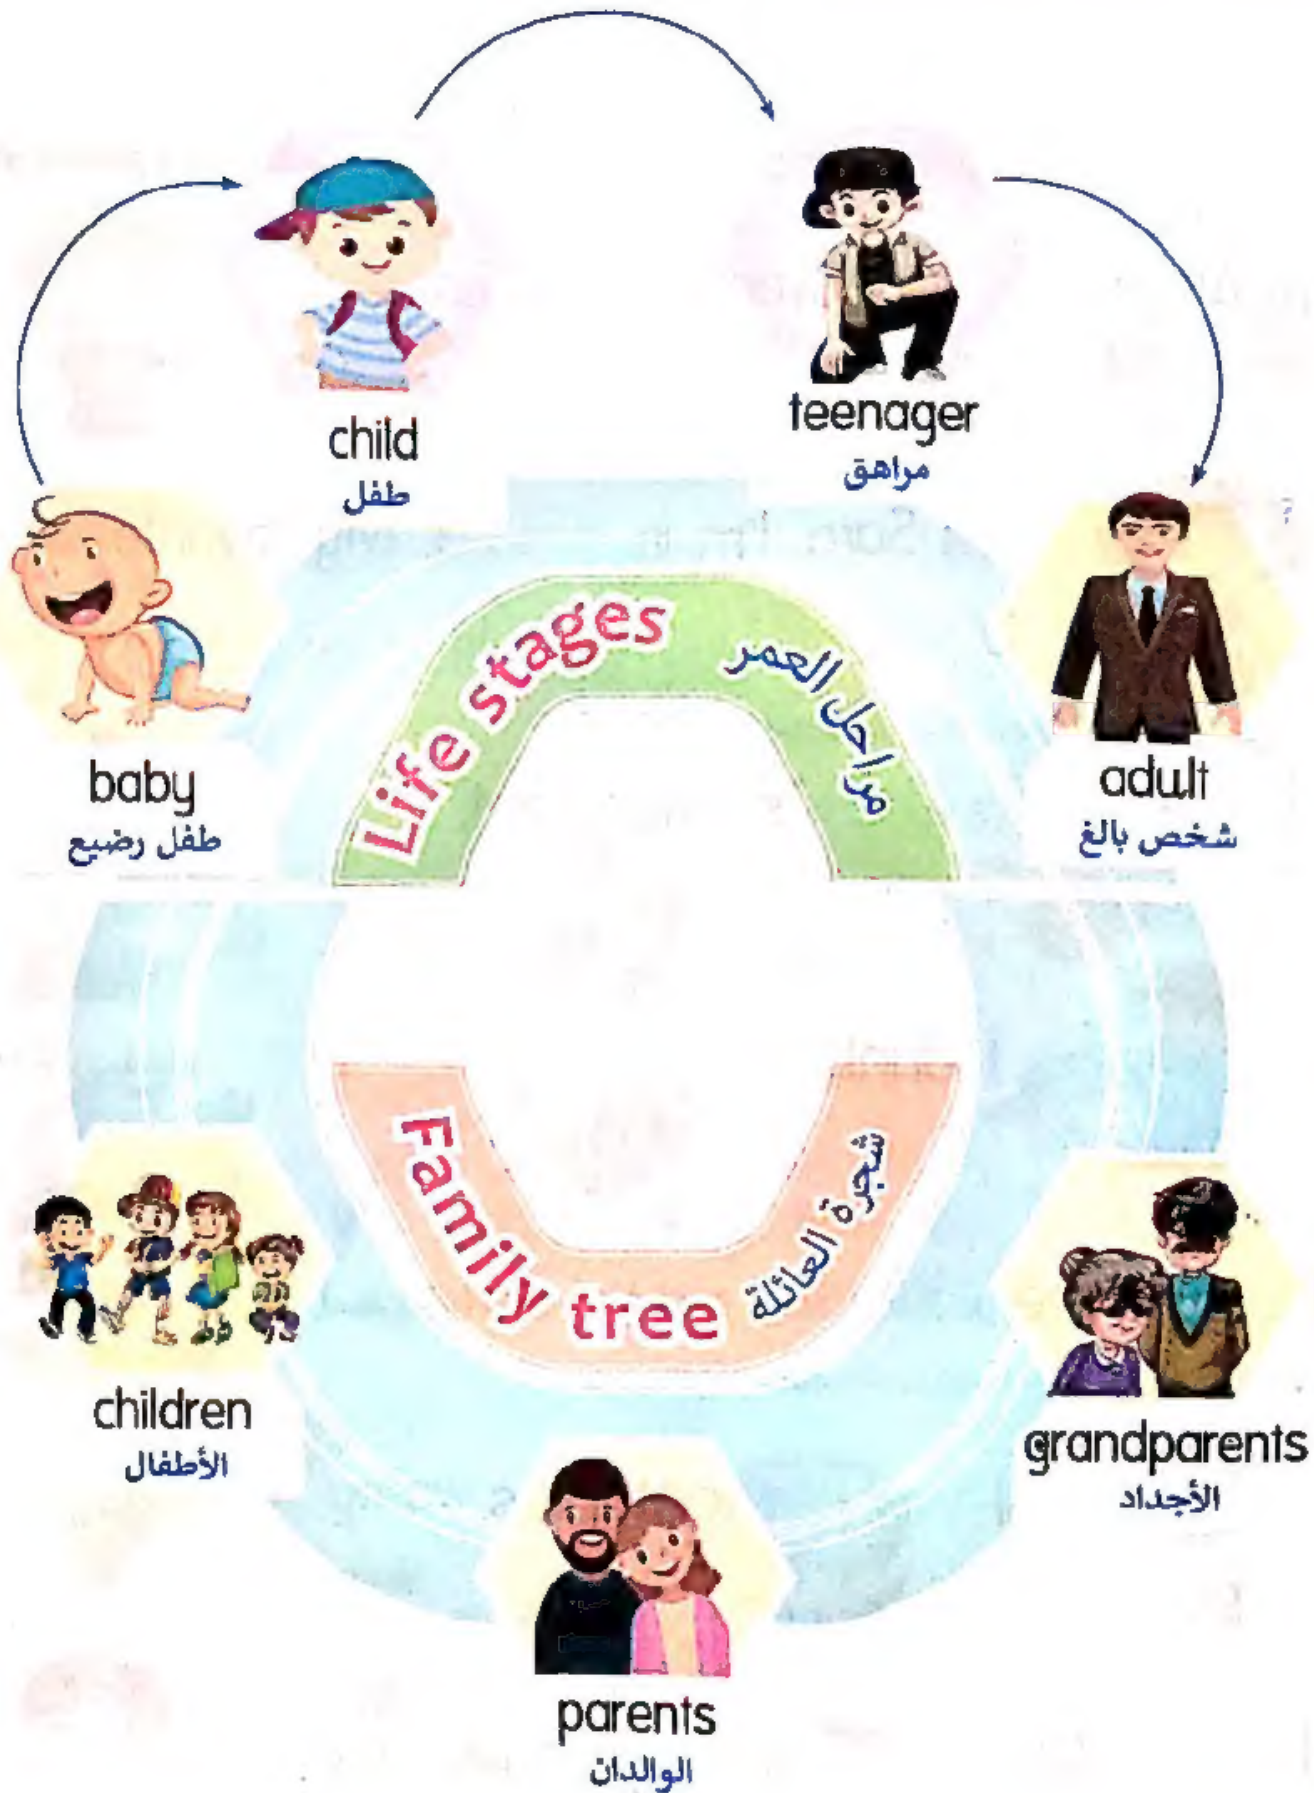 child
طفل
teenager
مراهق
baby
طفل رضيع
adult
شخص بالغ
Life stages
مراحل العمر
Family tree
شجرة العائلة
children
الأطفال
grandparents
الأجداد
parents
الوالدان